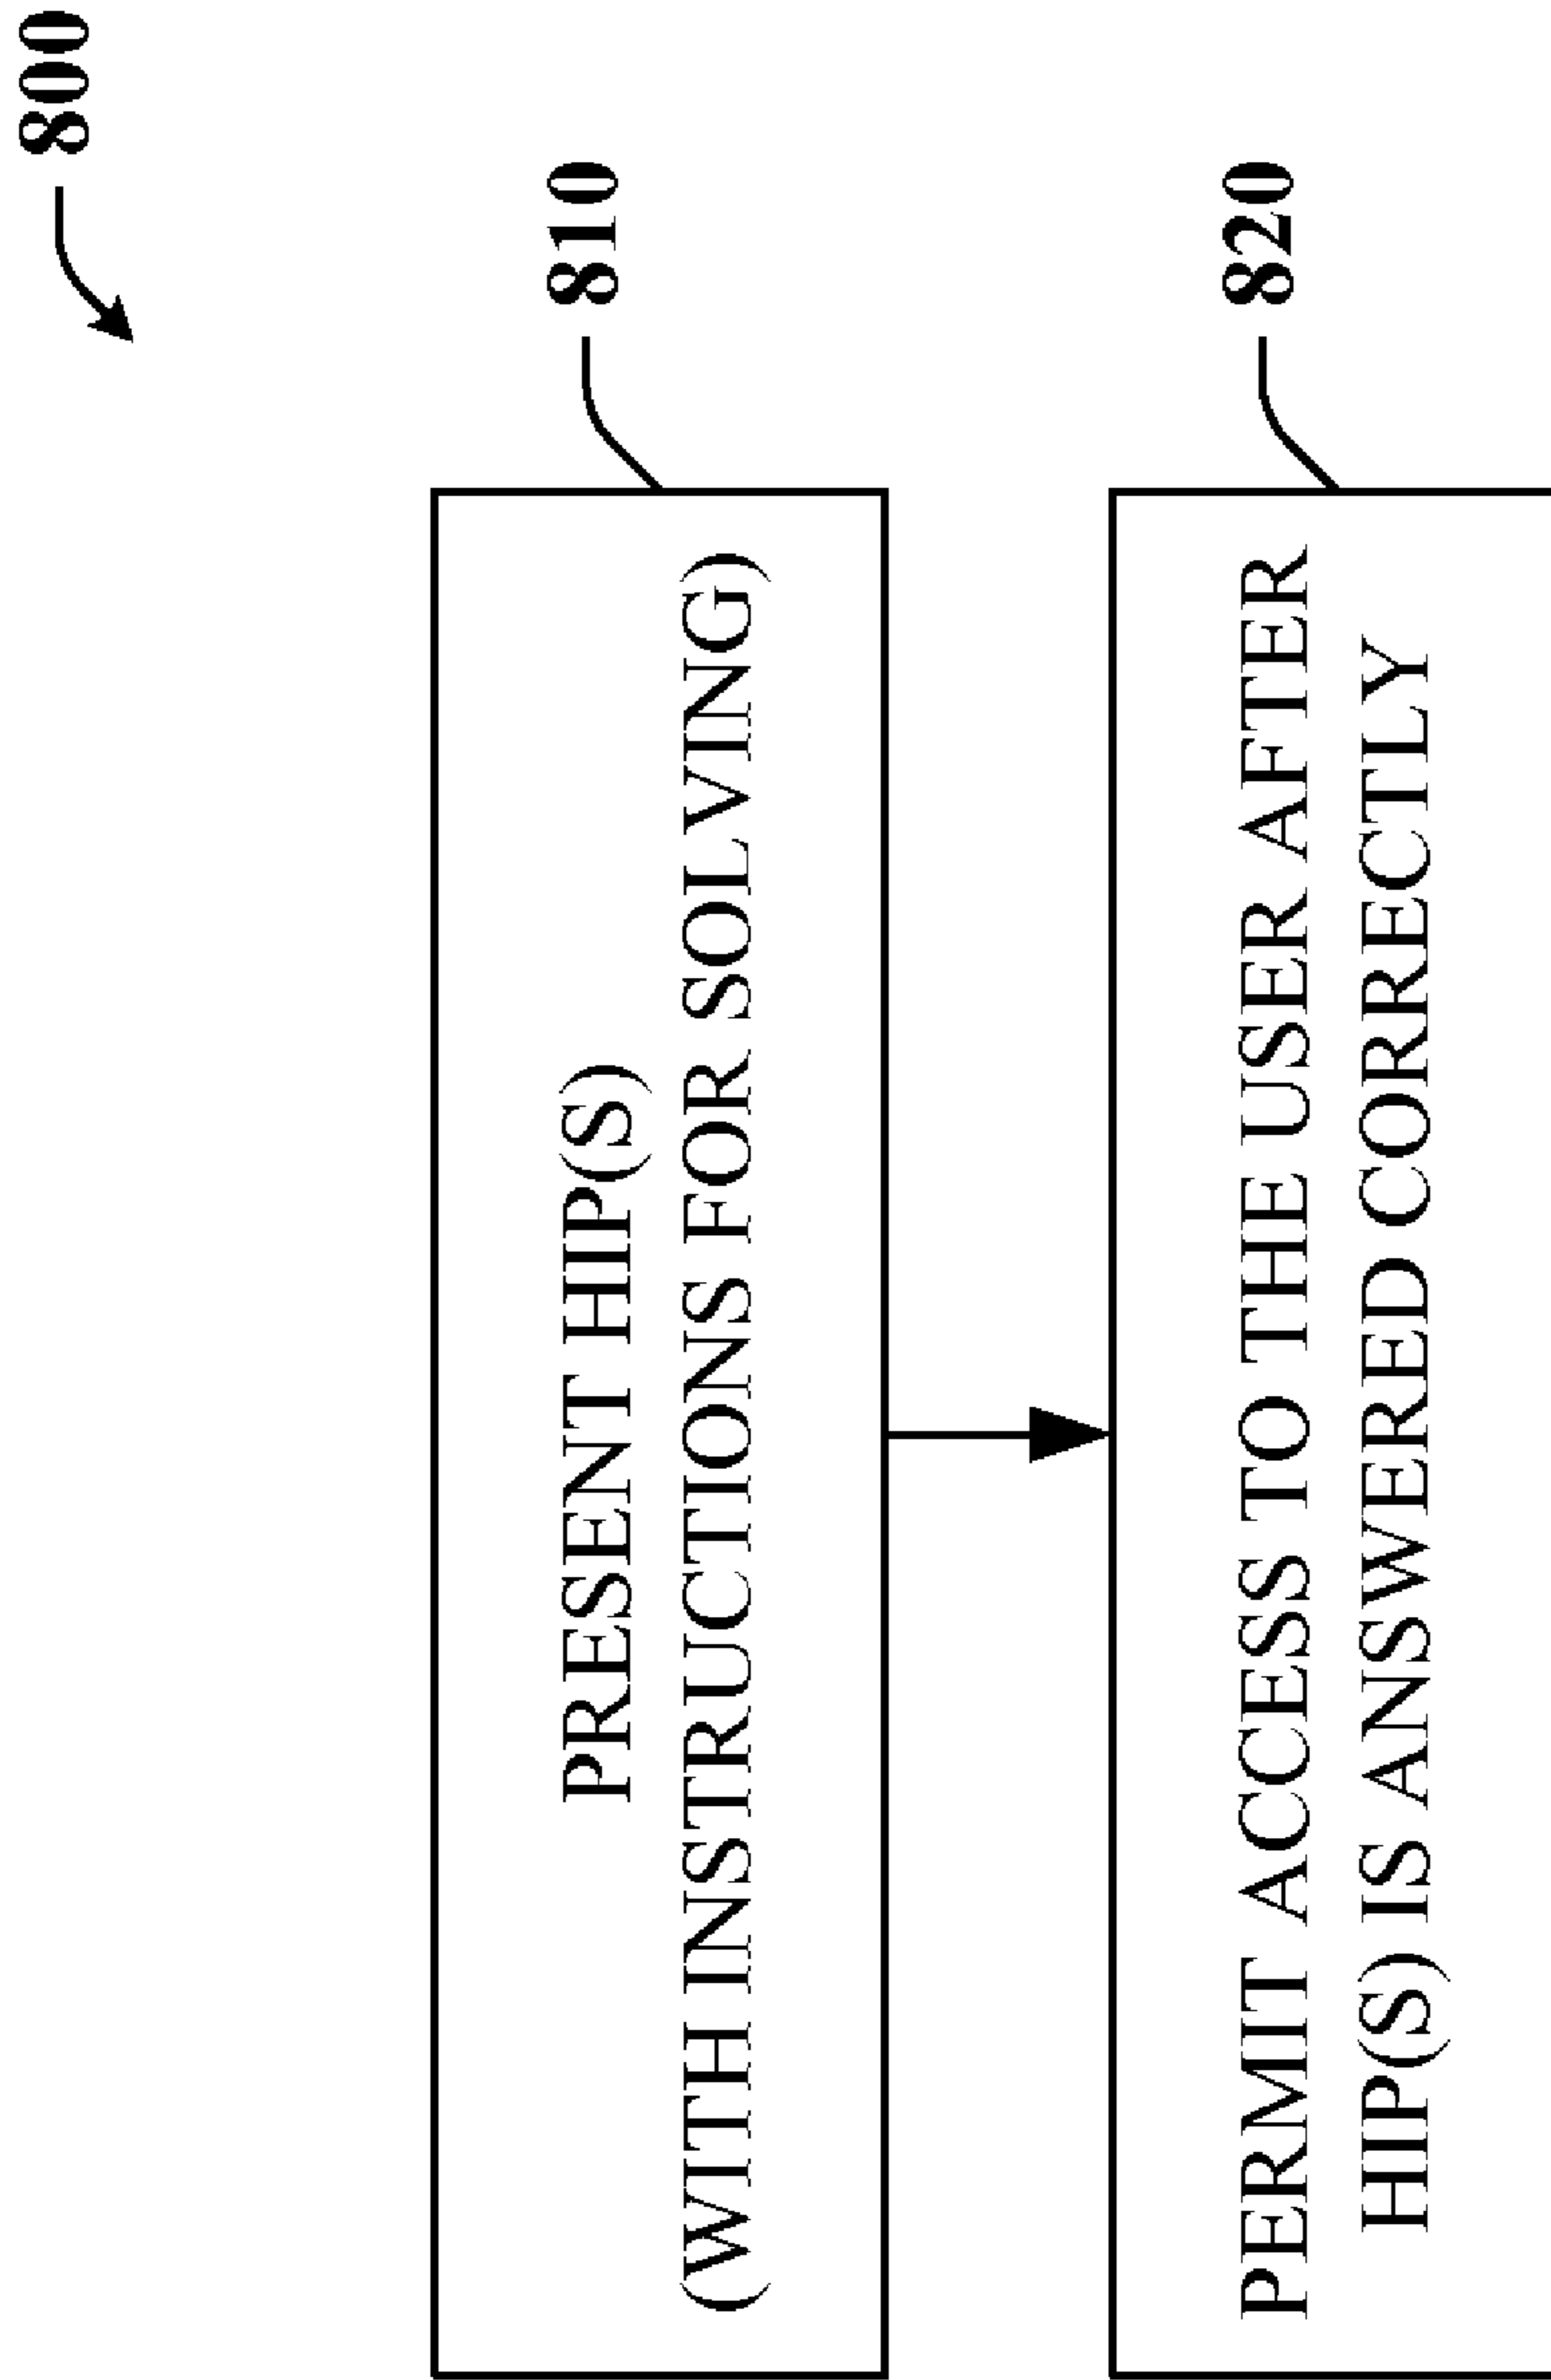 800
810
PRESENT HIP(S)
(WITH INSTRUCTIONS FOR SOLVING)
820
PERMIT ACCESS TO THE USER AFTER
HIP(S) IS ANSWERED CORRECTLY